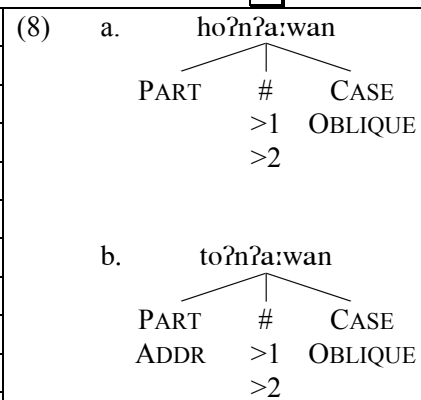 (8) a. hoʔnʔaːwan
PART # CASE
>1 OBLIQUE
>2
b. toʔnʔaːwan
PART # CASE
ADDR >1 OBLIQUE
>2